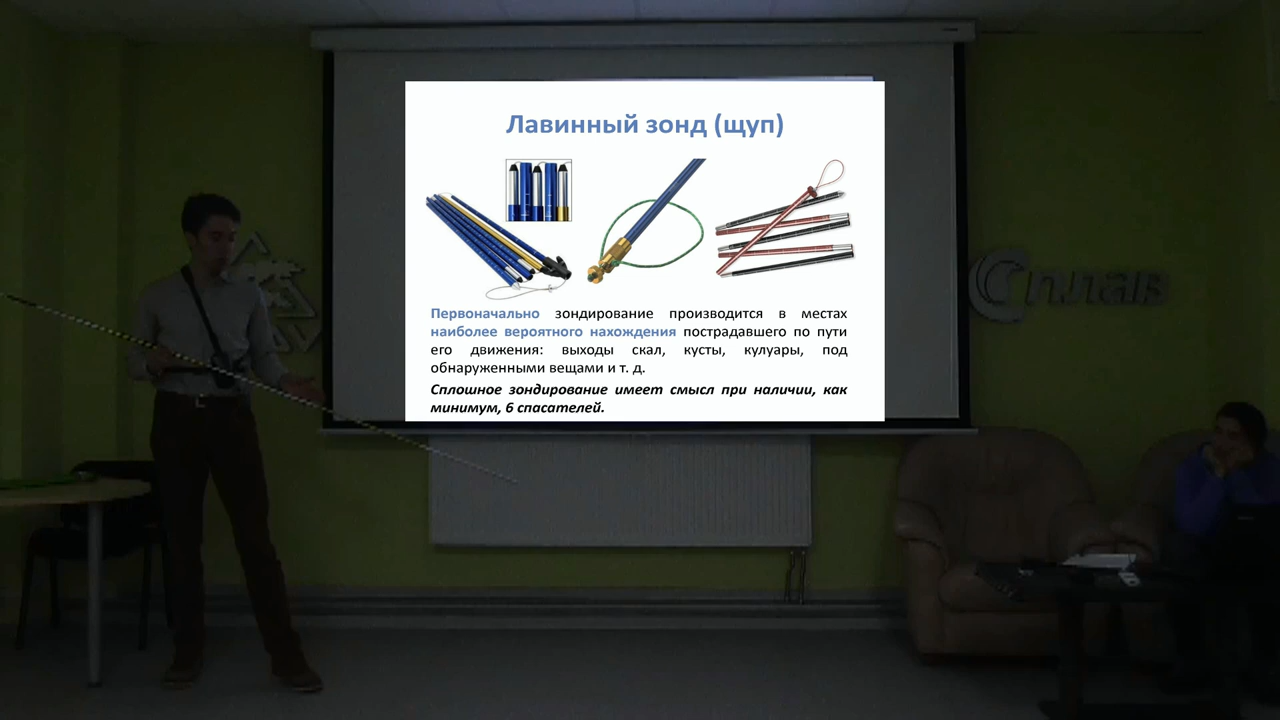 Лавинный зонд (щуп)
Первоначально зондирование производится в местах
наиболее вероятного нахождения пострадавшего по пути
его движения: выходы скал, кусты, кулуары, под
обнаруженными вещами и т. д.
Сплошное зондирование имеет смысл при наличии, как
минимум, 6 спасателей.
Сплав